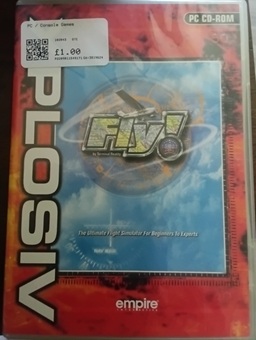 PC / Console Games
£1.00
PC CD-ROM
XPLOSIV
Fly!
The Ultimate Flight Simulator For Beginners to Experts
empire